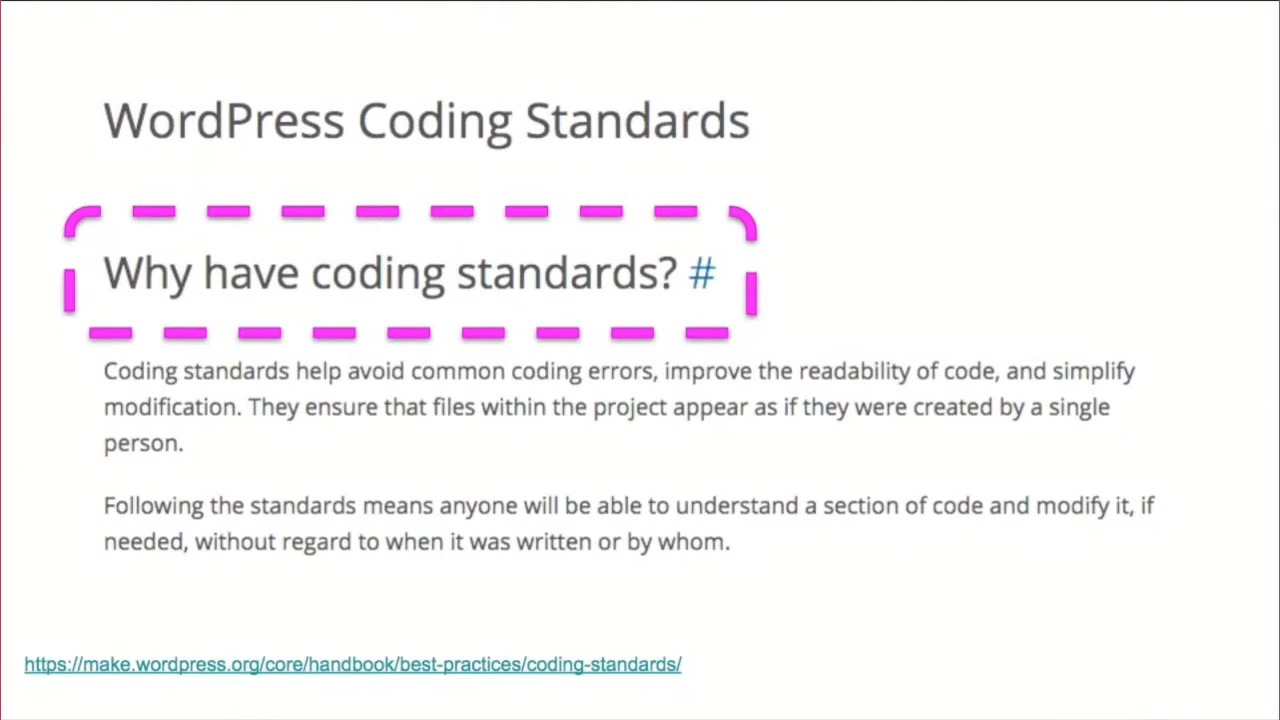 WordPress Coding Standards
Why have coding standards? #
Coding standards help avoid common coding errors, improve the readability of code, and simplify
modification. They ensure that files within the project appear as if they were created by a single
person.
Following the standards means anyone will be able to understand a section of code and modify it, if
needed, without regard to when it was written or by whom.
https://make.wordpress.org/core/handbook/best-practices/coding-standards/